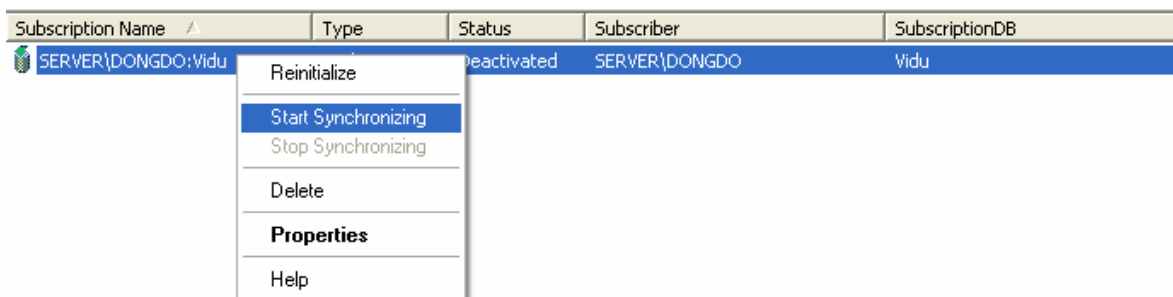 Subscription Name Type Status Subscriber SubscriptionDB
SERVER\DONGDO:Vidu Deactivated SERVER\DONGDO Vidu
Reinitialize
Start Synchronizing
Stop Synchronizing
Delete
Properties
Help